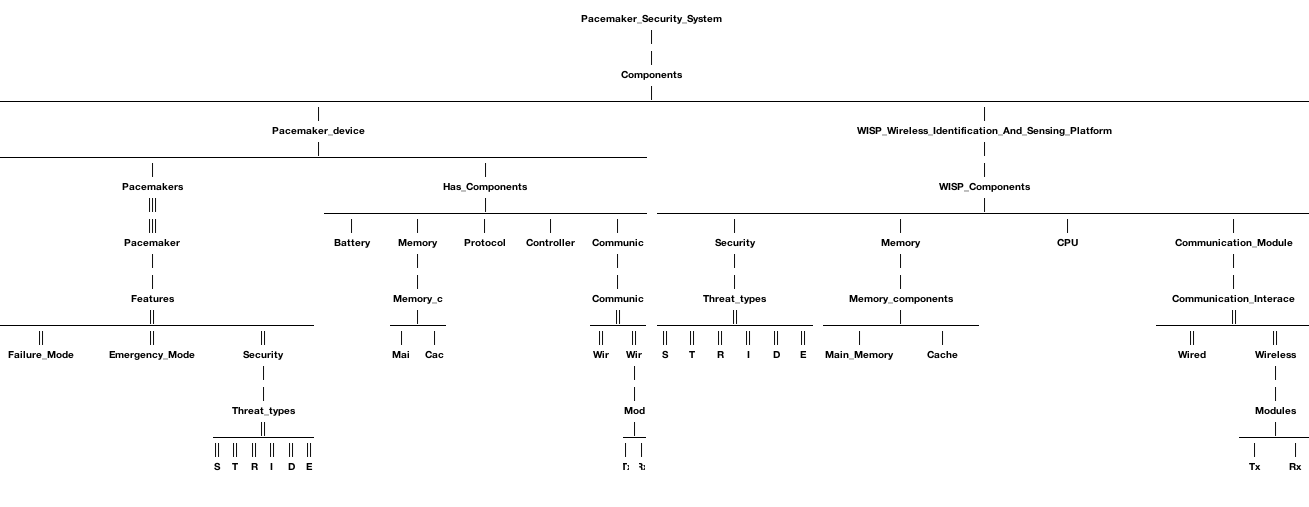 Pacemaker_Security_System
Components
Pacemaker_device WISP_Wireless_Identification_And_Sensing_Platform
Pacemakers Has_Components WISP_Components
Pacemaker Battery Memory Protocol Controller Communic Security Memory CPU Communication_Module
Features Memory_c Communic Threat_types Memory_components Communication_Interace
Failure_Mode Emergency_Mode Security Mai Cac Wir Wir S T R I D E Main_Memory Cache Wired Wireless
Threat_types Mod Modules
S T R I D E Tx Rx